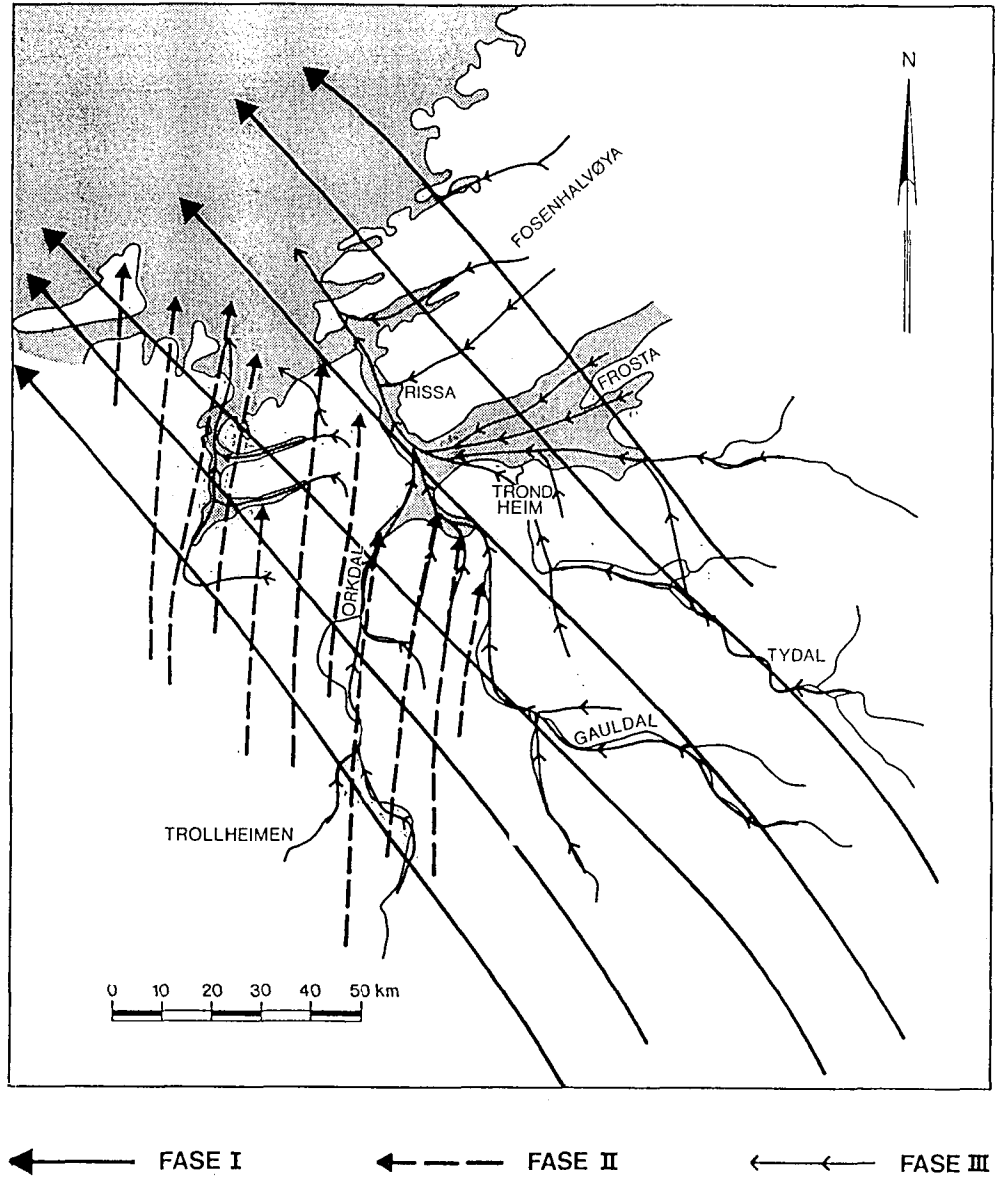 N
FOSENHALVØYA
FROSTA
RISSA
TROND
HEIM
ORKDAL
TYDAL
GAULDAL
TROLLHEIMEN
0 10 20 30 40 50 km
FASE I
FASE II
FASE III